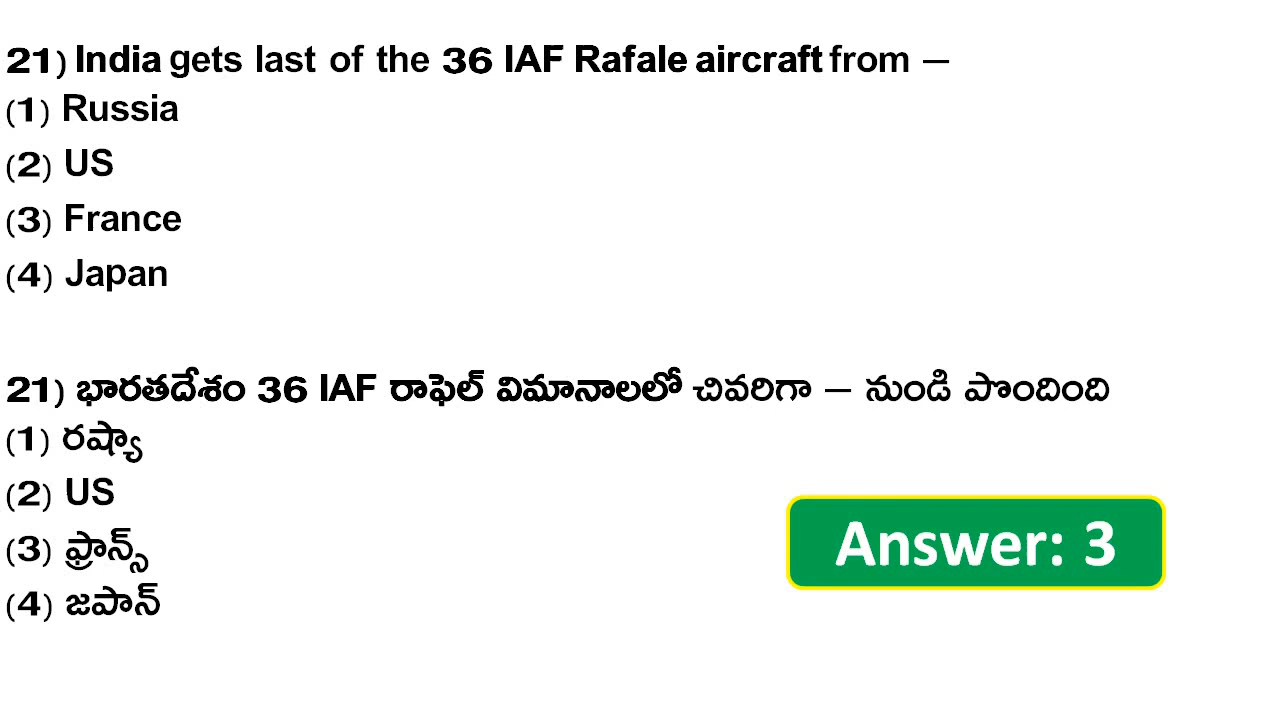 21) India gets last of the 36 IAF Rafale aircraft from –
(1) Russia
(2) US
(3) France
(4) Japan
21) భారతదేశం 36 IAF రాఫెల్ విమానాలలో చివరిగా – నుండి పొందింది
(1) రష్యా
(2) US
(3) ఫ్రాన్స్
(4) జపాన్
Answer: 3